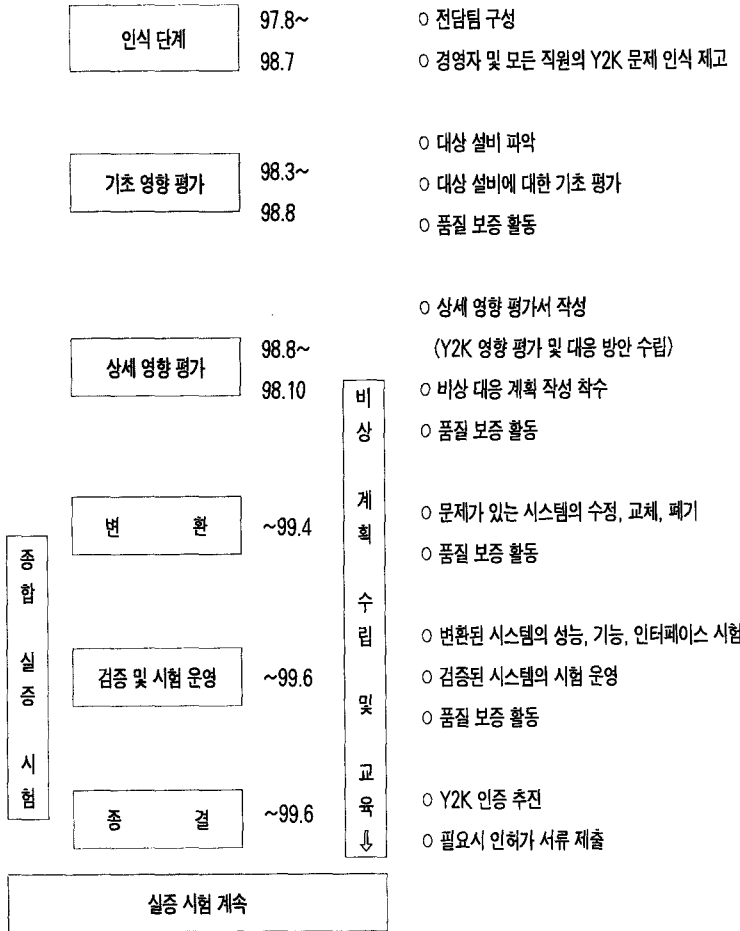 인식 단계
97.8~
98.7
○ 전담팀 구성
○ 경영자 및 모든 직원의 Y2K 문제 인식 제고
기초 영향 평가
98.3~
98.8
○ 대상 설비 파악
○ 대상 설비에 대한 기초 평가
○ 품질 보증 활동
상세 영향 평가
98.8~
98.10
○ 상세 영향 평가서 작성
(Y2K 영향 평가 및 대응 방안 수립)
○ 비상 대응 계획 작성 착수
○ 품질 보증 활동
비상 계획 수립 및 교육 ⇩
변 환
~99.4
○ 문제가 있는 시스템의 수정, 교체, 폐기
○ 품질 보증 활동
종합 실증 시험
검증 및 시험 운영
~99.6
○ 변환된 시스템의 성능, 기능, 인터페이스 시험
○ 검증된 시스템의 시험 운영
○ 품질 보증 활동
종 결
~99.6
○ Y2K 인증 추진
○ 필요시 인허가 서류 제출
실증 시험 계속